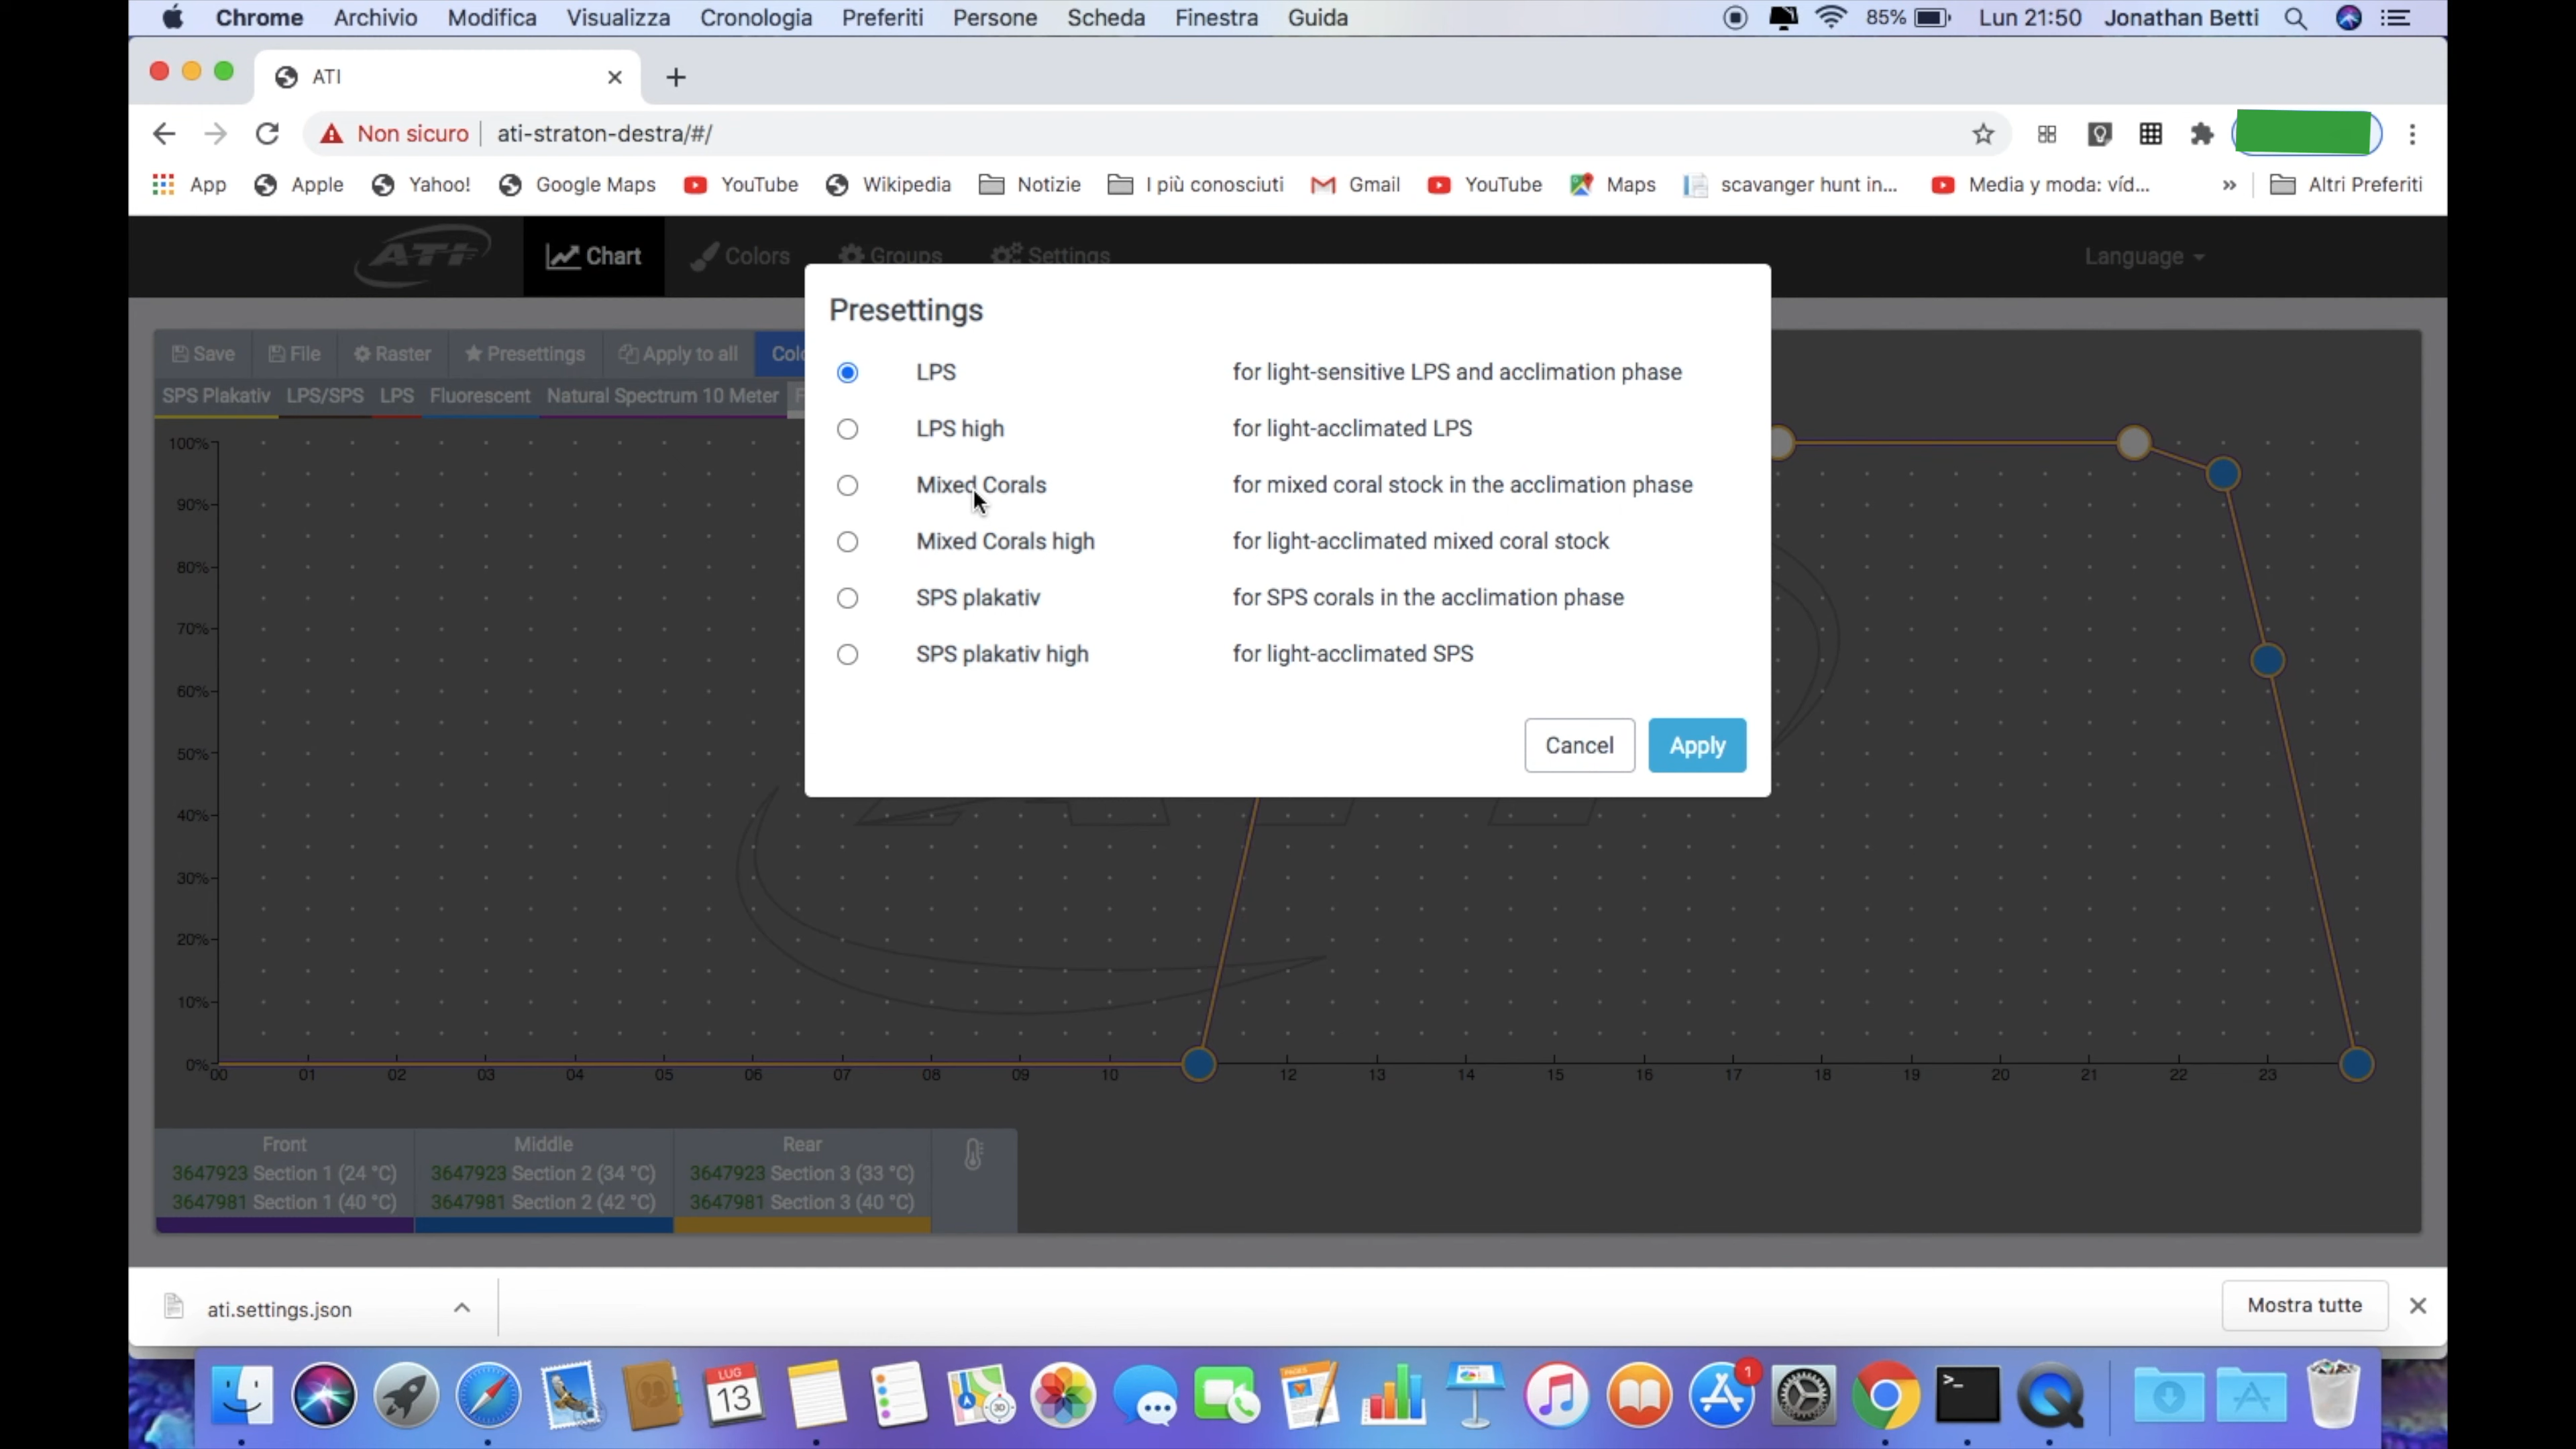 Chrome Archivio Modifica Visualizza Cronologia Preferiti Persone Scheda Finestra Guida 85% Lun 21:50 Jonathan Betti
ATI
Non sicuro ati-straton-destra/#/
App Apple Yahoo! Google Maps YouTube Wikipedia Notizie I più conosciuti Gmail YouTube Maps scavanger hunt in... Media y moda: víd... » Altri Preferiti
ATI Chart Colors Groups Settings Language
Presettings
LPS for light-sensitive LPS and acclimation phase
LPS high for light-acclimated LPS
Mixed Corals for mixed coral stock in the acclimation phase
Mixed Corals high for light-acclimated mixed coral stock
SPS plakativ for SPS corals in the acclimation phase
SPS plakativ high for light-acclimated SPS
Cancel Apply
Save File Raster Presettings Apply to all
SPS Plakativ LPS/SPS LPS Fluorescent Natural Spectrum 10 Meter
100%
90%
80%
70%
60%
50%
40%
30%
20%
10%
0%
00 01 02 03 04 05 06 07 08 09 10 12 13 14 15 16 17 18 19 20 21 22 23
Front Middle Rear
3647923 Section 1 (24 °C) 3647923 Section 2 (34 °C) 3647923 Section 3 (33 °C)
3647981 Section 1 (40 °C) 3647981 Section 2 (42 °C) 3647981 Section 3 (40 °C)
ati.settings.json Mostra tutte
LUG
13
3D
PAGES
1
>_